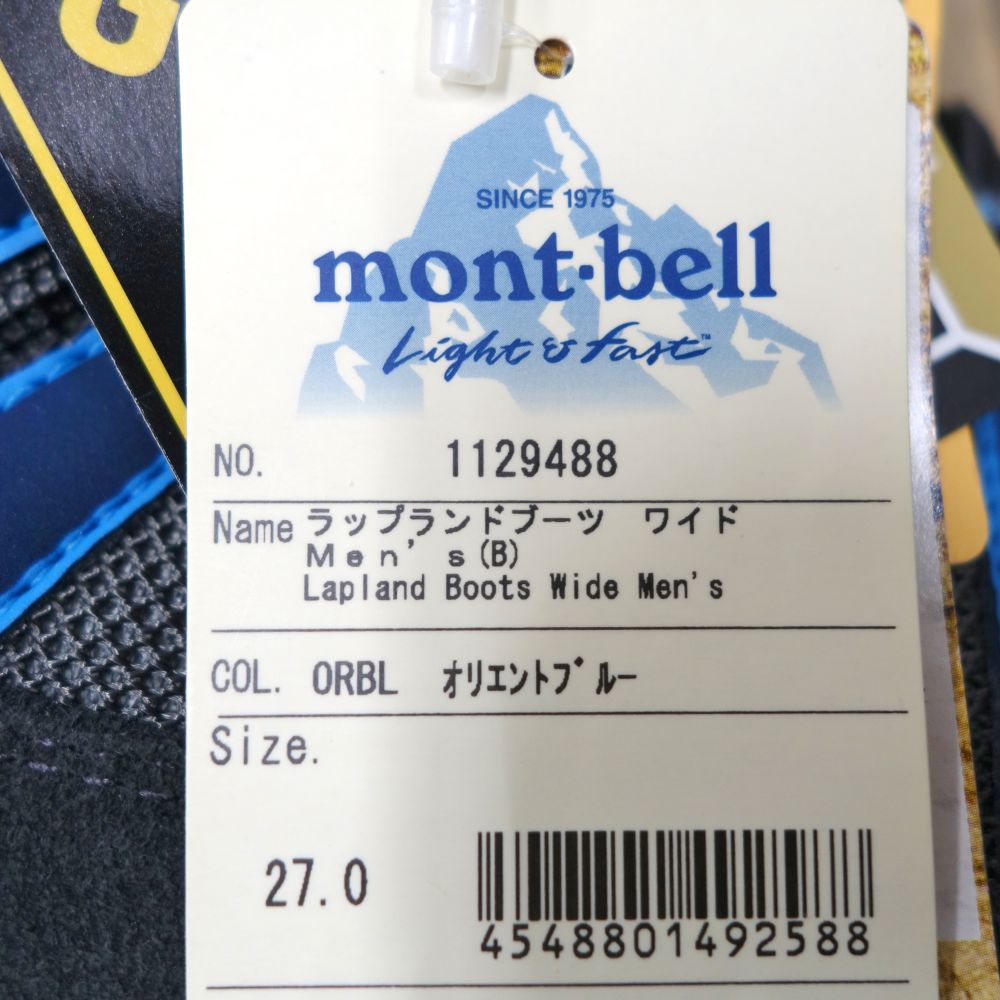 G
SINCE 1975
mont·bell
Light & Fast™
NO. 1129488
Name ラップランドブーツ　ワイド
Ｍｅｎ’ｓ(B)
Lapland Boots Wide Men's
COL. ORBL ｵﾘｴﾝﾄﾌﾞﾙｰ
Size.
27.0
4548801492588